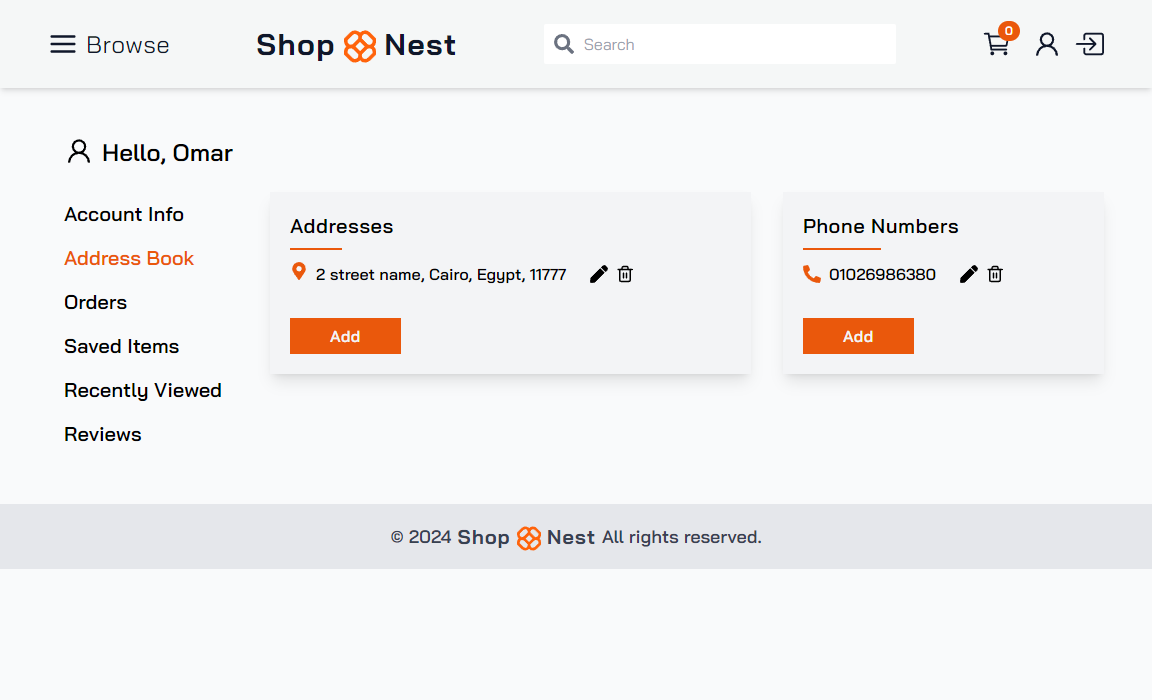 Browse
Shop Nest
Search
0
Hello, Omar
Account Info
Address Book
Orders
Saved Items
Recently Viewed
Reviews
Addresses
2 street name, Cairo, Egypt, 11777
Add
Phone Numbers
01026986380
Add
© 2024 Shop Nest All rights reserved.